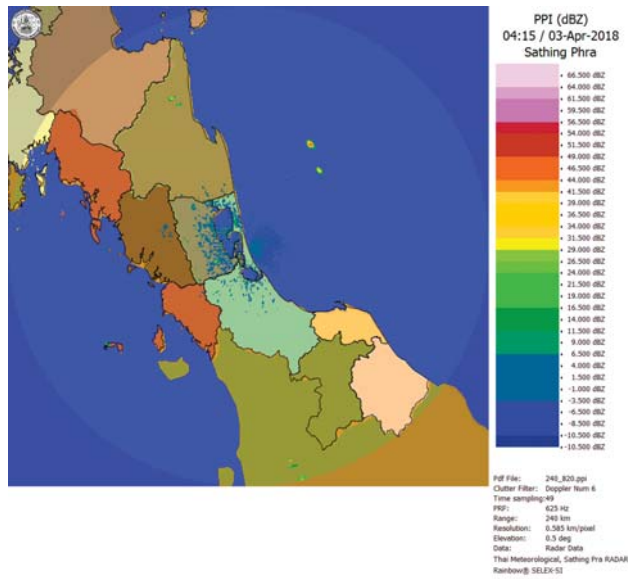 PPI (dBZ)
04:15 / 03-Apr-2018
Sathing Phra
66.500 dBZ
64.000 dBZ
61.500 dBZ
59.000 dBZ
56.500 dBZ
54.000 dBZ
51.500 dBZ
49.000 dBZ
46.500 dBZ
44.000 dBZ
41.500 dBZ
39.000 dBZ
36.500 dBZ
34.000 dBZ
31.500 dBZ
29.000 dBZ
26.500 dBZ
24.000 dBZ
21.500 dBZ
19.000 dBZ
16.500 dBZ
14.000 dBZ
11.500 dBZ
9.000 dBZ
6.500 dBZ
4.000 dBZ
1.500 dBZ
-1.000 dBZ
-3.500 dBZ
-6.500 dBZ
-8.500 dBZ
-10.500 dBZ
-10.500 dBZ
Pdf File: 240_820.ppi
Clutter Filter: Doppler Num 6
Time sampling:49
PRF: 625 Hz
Range: 240 km
Resolution: 0.585 km/pixel
Elevation: 0.5 deg
Data: Radar Data
Thai Meteorological, Sathing Pra RADAR
Rainbow® SELEX-SI